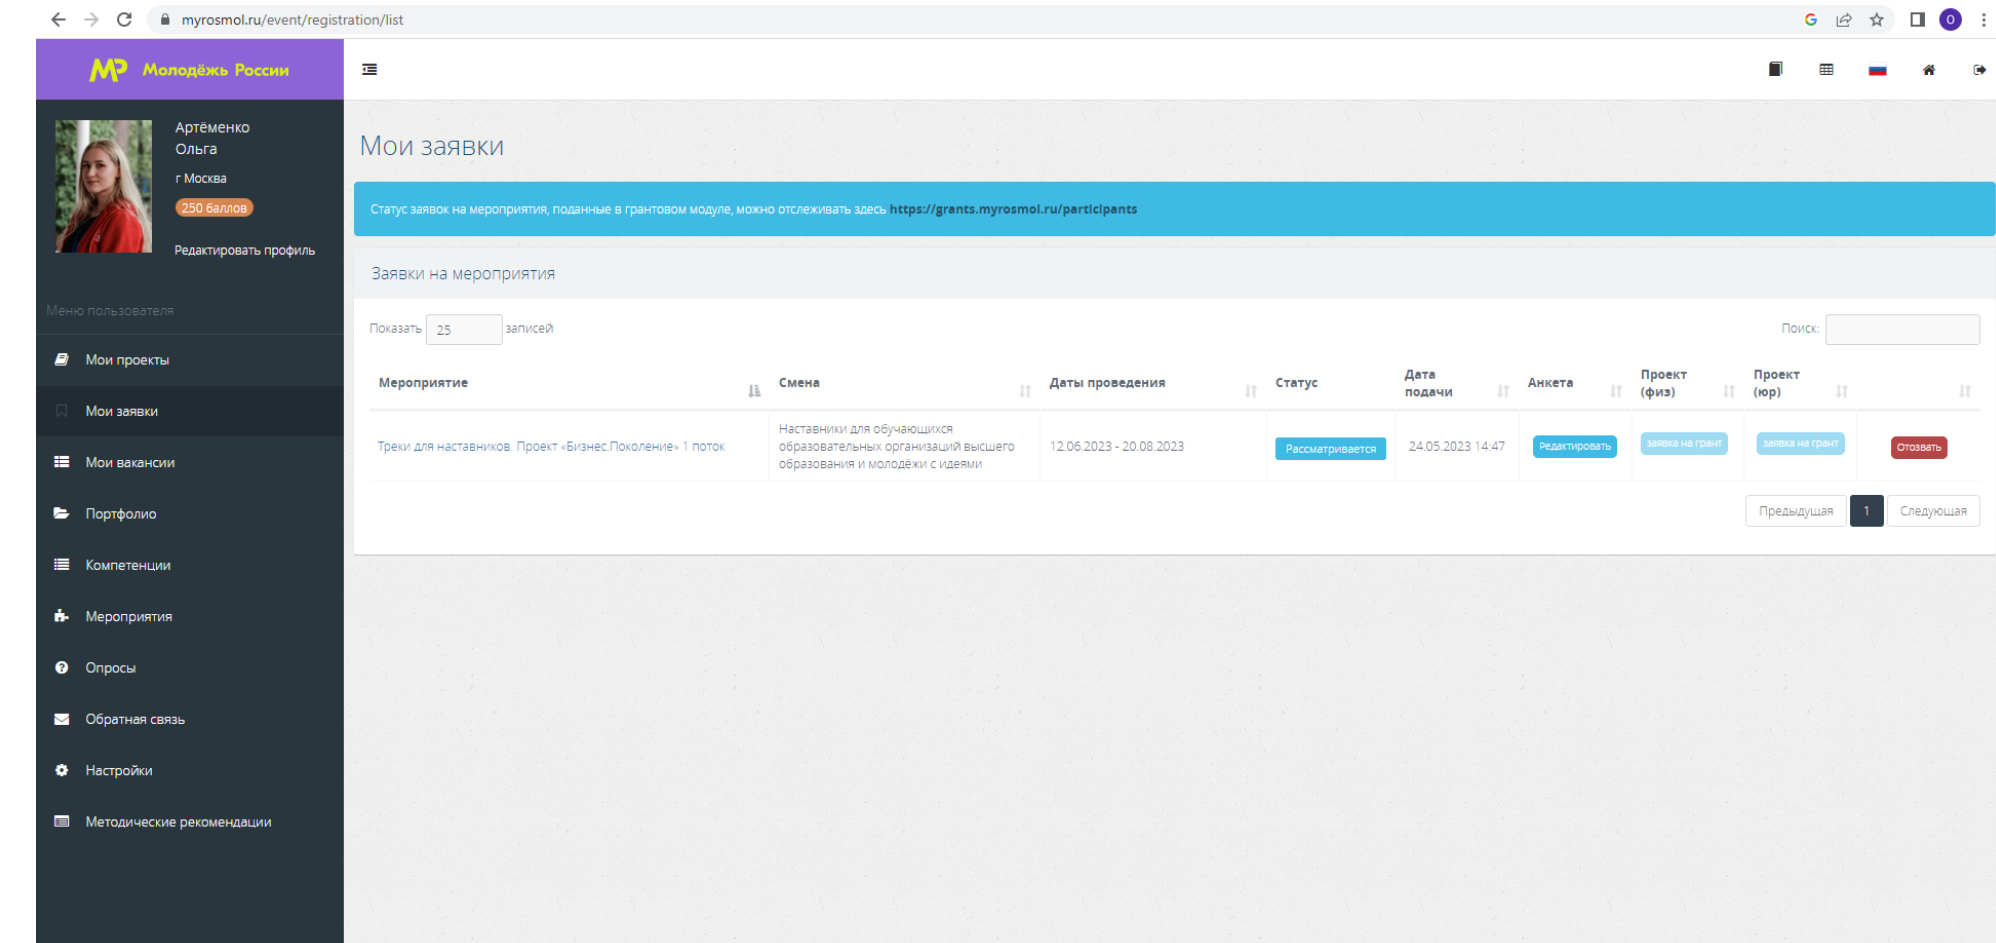 myrosmol.ru/event/registration/list
О
МР Молодёжь России
Артёменко
Ольга
г Москва
250 баллов
Редактировать профиль
Меню пользователя
Мои проекты
Мои заявки
Мои вакансии
Портфолио
Компетенции
Мероприятия
Опросы
Обратная связь
Настройки
Методические рекомендации
Мои заявки
Статус заявок на мероприятия, поданные в грантовом модуле, можно отслеживать здесь https://grants.myrosmol.ru/participants
Заявки на мероприятия
Показать 25 записей
Поиск:
Мероприятие
Смена
Даты проведения
Статус
Дата
подачи
Анкета
Проект
(физ)
Проект
(юр)
Треки для наставников. Проект «Бизнес.Поколение» 1 поток
Наставники для обучающихся
образовательных организаций высшего
образования и молодёжи с идеями
12.06.2023 - 20.08.2023
Рассматривается
24.05.2023 14:47
Редактировать
заявка на грант
заявка на грант
Отозвать
Предыдущая 1 Следующая